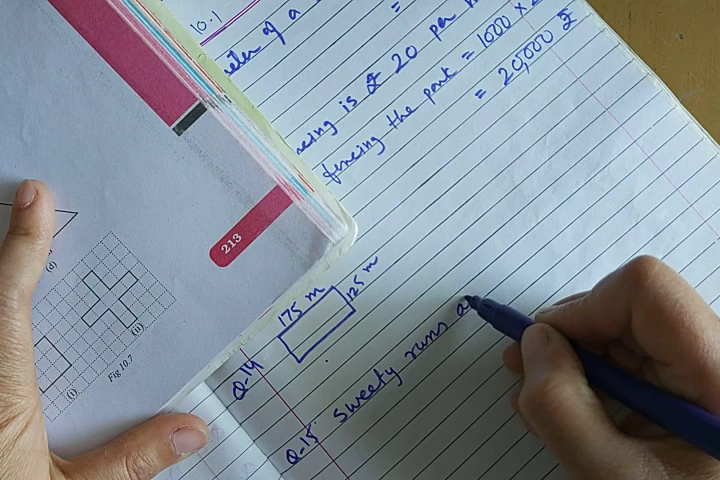 213
(d)
(ii)
(i)
Fig 10.7
10.1
of a
=
is ₹ 20 per
fencing the park = 1000 ×
= 20,000 ₹
Q-14
175 m
125 m
Q-15 sweety runs a